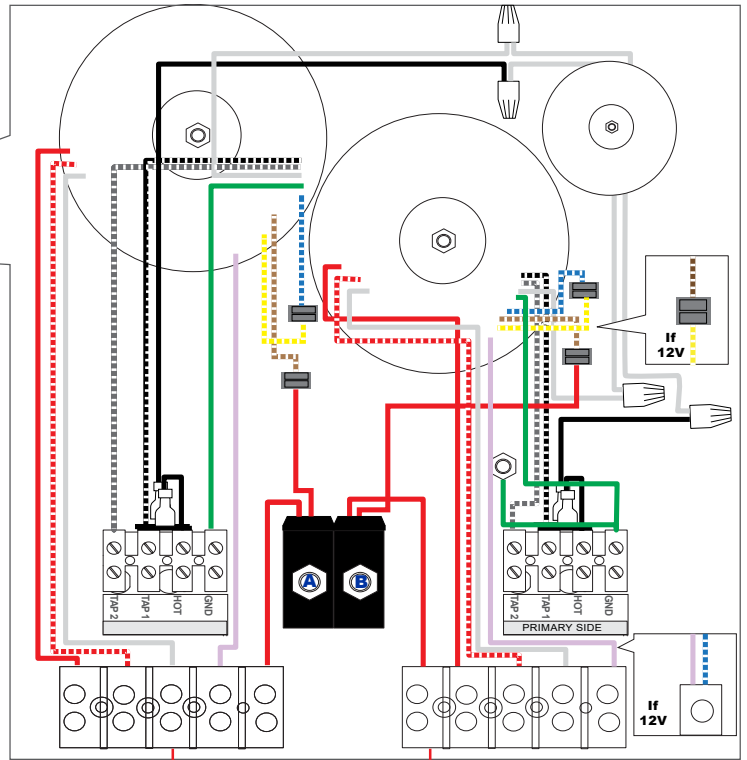 If
12V
A
B
TAP 2
TAP 1
HOT
GND
TAP 2
TAP 1
HOT
GND
PRIMARY SIDE
If
12V